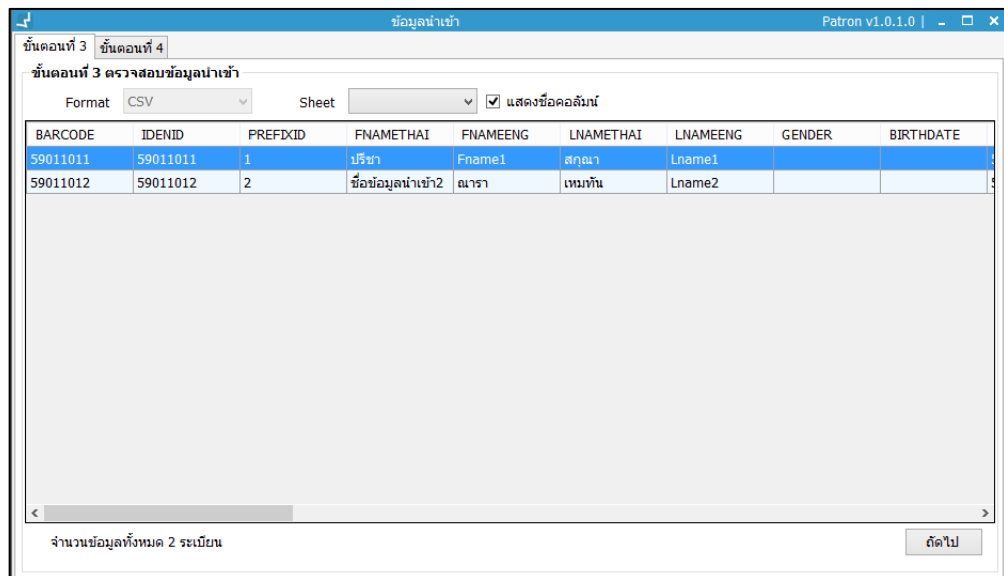 ข้อมูลนำเข้า Patron v1.0.1.0 |
ขั้นตอนที่ 3 ขั้นตอนที่ 4
ขั้นตอนที่ 3 ตรวจสอบข้อมูลนำเข้า
Format CSV Sheet แสดงชื่อคอลัมน์
BARCODE IDENID PREFIXID FNAMETHAI FNAMEENG LNAMETHAI LNAMEENG GENDER BIRTHDATE
59011011 59011011 1 ปรีชา Fname1 สกุณา Lname1
59011012 59011012 2 ชื่อข้อมูลนำเข้า2 ณารา เหมทัน Lname2
จำนวนข้อมูลทั้งหมด 2 ระเบียน ถัดไป